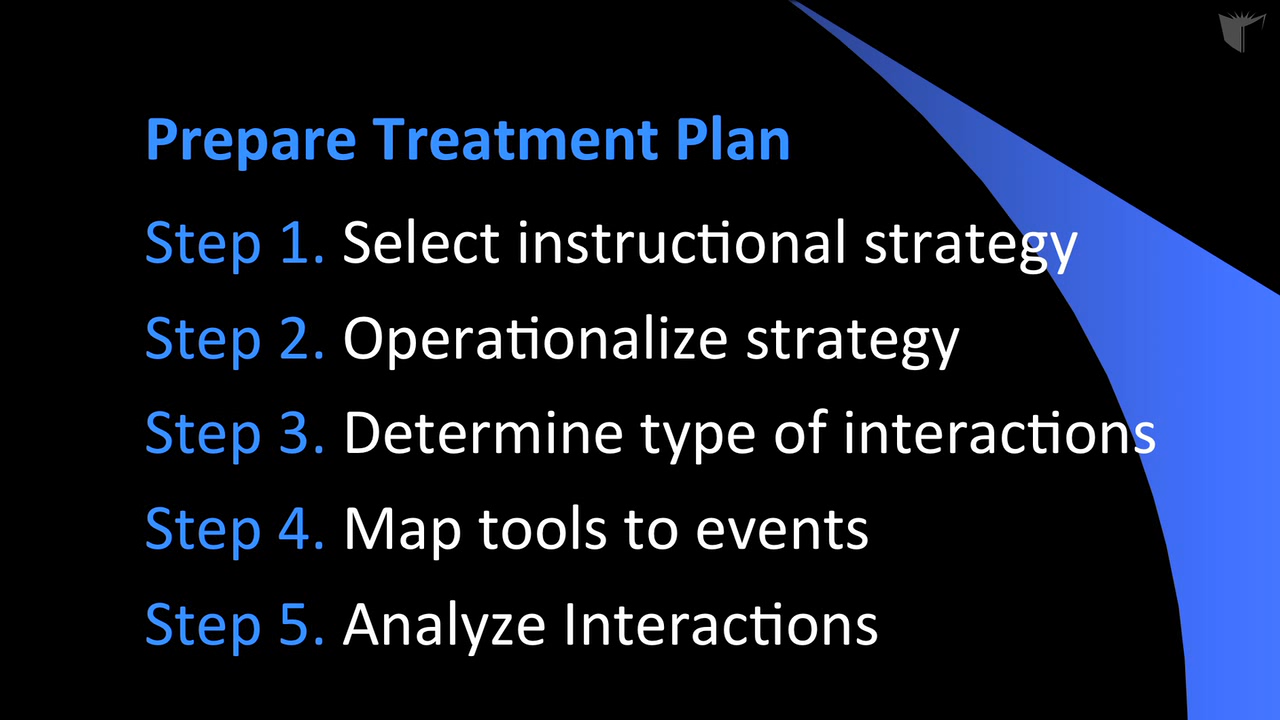 Prepare Treatment Plan
Step 1. Select instructional strategy
Step 2. Operationalize strategy
Step 3. Determine type of interactions
Step 4. Map tools to events
Step 5. Analyze Interactions